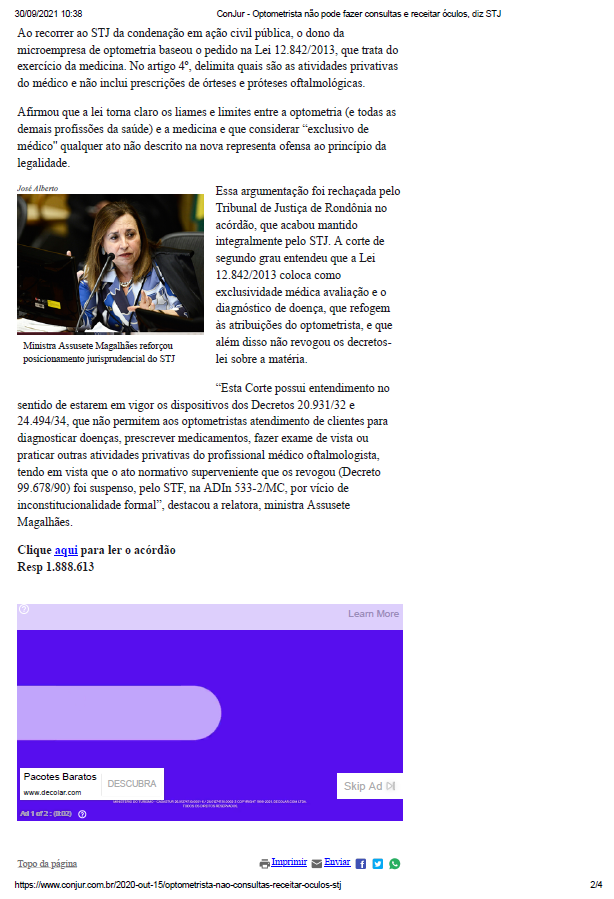 30/09/2021 10:38
ConJur - Optometrista não pode fazer consultas e receitar óculos, diz STJ
Ao recorrer ao STJ da condenação em ação civil pública, o dono da
microempresa de optometria baseou o pedido na Lei 12.842/2013, que trata do
exercício da medicina. No artigo 4º, delimita quais são as atividades privativas
do médico e não inclui prescrições de órteses e próteses oftalmológicas.
Afirmou que a lei torna claro os liames e limites entre a optometria (e todas as
demais profissões da saúde) e a medicina e que considerar “exclusivo de
médico” qualquer ato não descrito na nova representa ofensa ao princípio da
legalidade.
José Alberto
Essa argumentação foi rechaçada pelo
Tribunal de Justiça de Rondônia no
acórdão, que acabou mantido
integralmente pelo STJ. A corte de
segundo grau entendeu que a Lei
12.842/2013 coloca como
exclusividade médica avaliação e o
diagnóstico de doença, que refogem
às atribuições do optometrista, e que
além disso não revogou os decretos-
lei sobre a matéria.
Ministra Assusete Magalhães reforçou
posicionamento jurisprudencial do STJ
“Esta Corte possui entendimento no
sentido de estarem em vigor os dispositivos dos Decretos 20.931/32 e
24.494/34, que não permitem aos optometristas atendimento de clientes para
diagnosticar doenças, prescrever medicamentos, fazer exame de vista ou
praticar outras atividades privativas do profissional médico oftalmologista,
tendo em vista que o ato normativo superveniente que os revogou (Decreto
99.678/90) foi suspenso, pelo STF, na ADIn 533-2/MC, por vício de
inconstitucionalidade formal”, destacou a relatora, ministra Assusete
Magalhães.
Clique aqui para ler o acórdão
Resp 1.888.613
Learn More
Pacotes Baratos
www.decolar.com
DESCUBRA
Skip Ad
Ad 1 of 2 : (0:02)
Topo da página
Imprimir Enviar
https://www.conjur.com.br/2020-out-15/optometrista-nao-consultas-receitar-oculos-stj
2/4